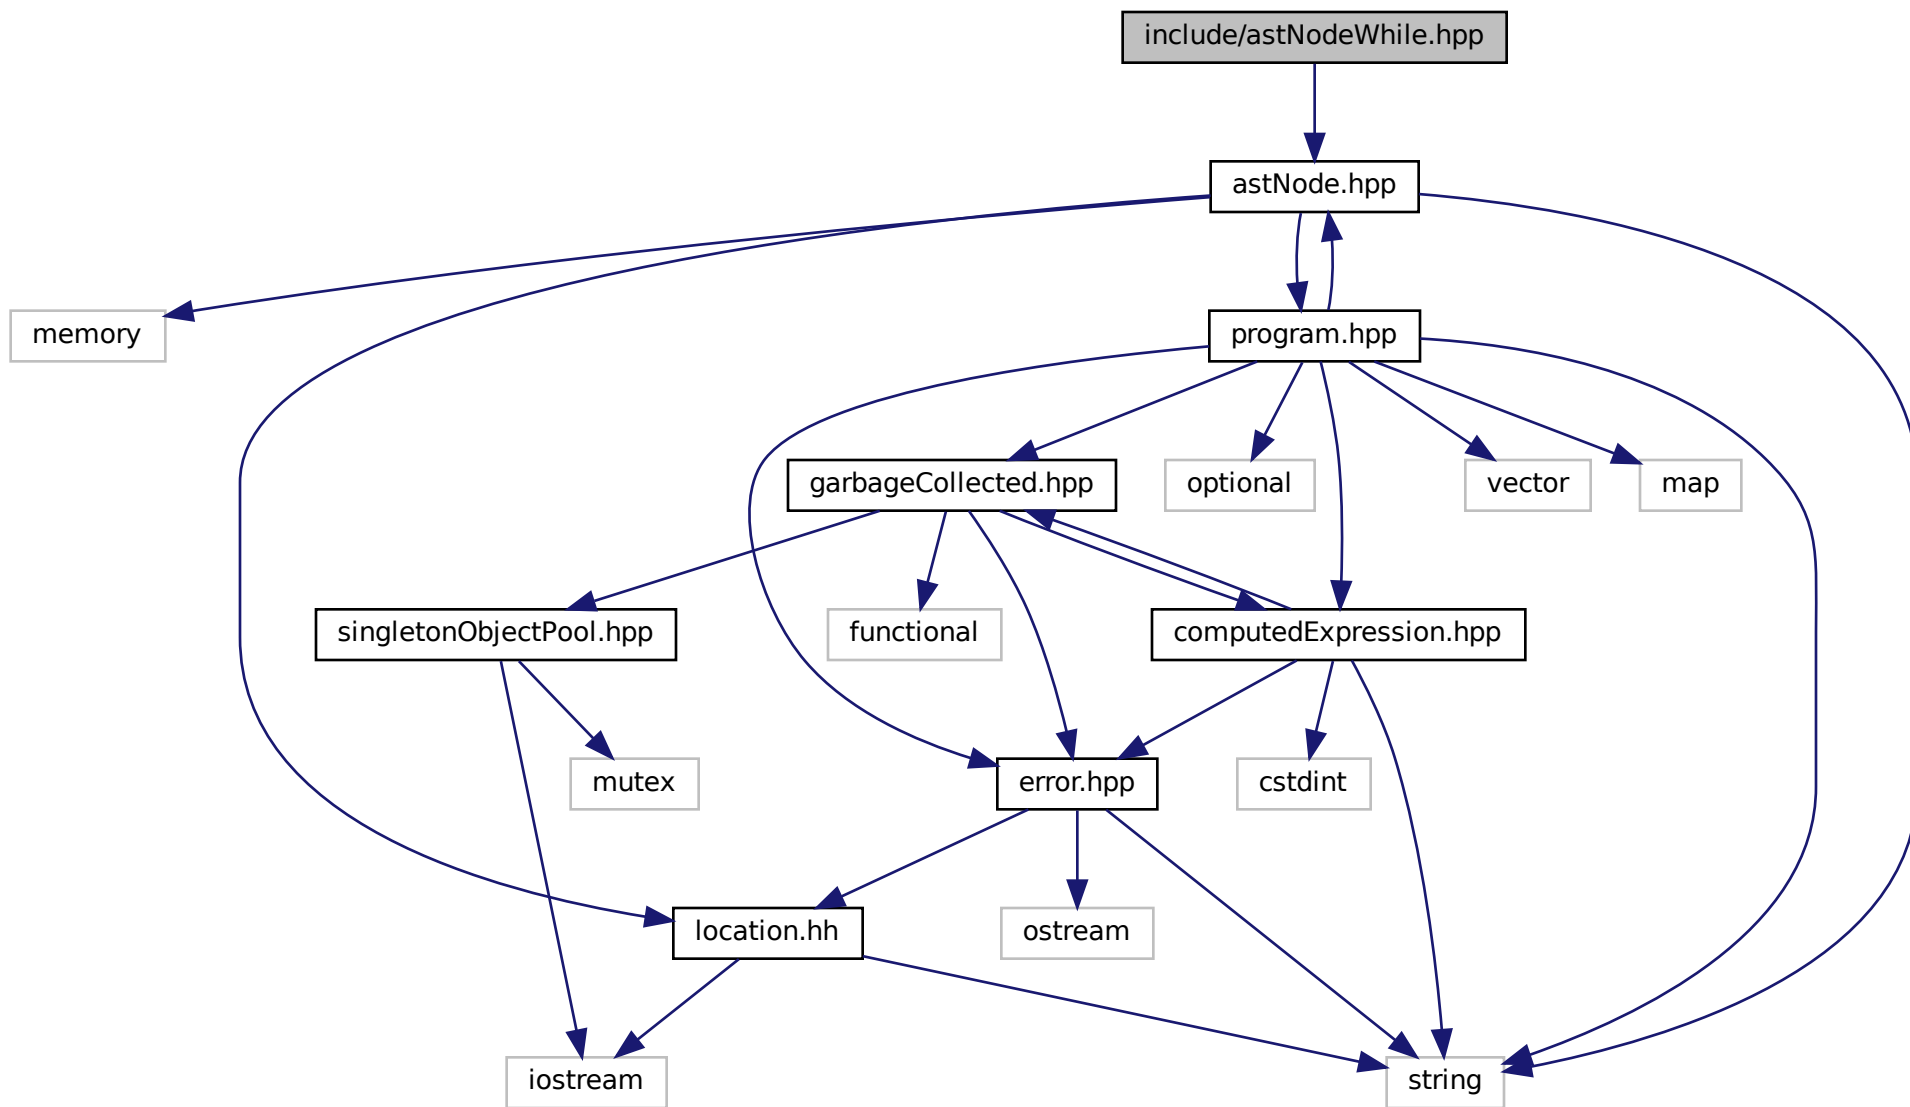 include/astNodeWhile.hpp
astNode.hpp
memory
program.hpp
garbageCollected.hpp
optional
vector
map
singletonObjectPool.hpp
functional
computedExpression.hpp
mutex
error.hpp
cstdint
location.hh
ostream
iostream
string